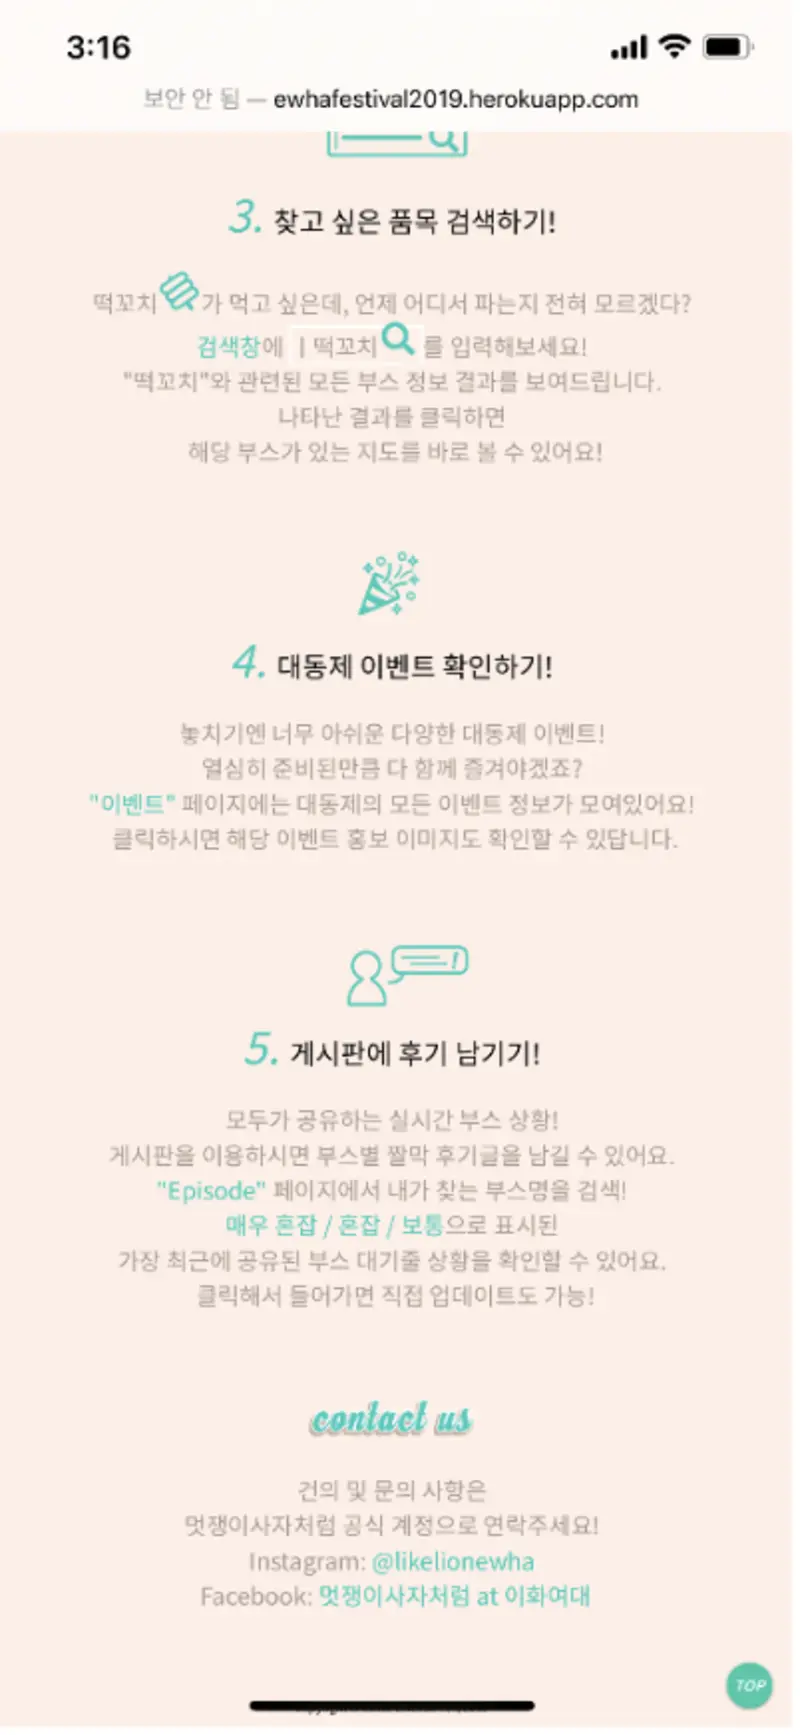 3:16
보안 안 됨 — ewhafestival2019.herokuapp.com
3. 찾고 싶은 품목 검색하기!
떡꼬치 가 먹고 싶은데, 언제 어디서 파는지 전혀 모르겠다?
검색창에 | 떡꼬치 를 입력해보세요!
"떡꼬치"와 관련된 모든 부스 정보 결과를 보여드립니다.
나타난 결과를 클릭하면
해당 부스가 있는 지도를 바로 볼 수 있어요!
4. 대동제 이벤트 확인하기!
놓치기엔 너무 아쉬운 다양한 대동제 이벤트!
열심히 준비된만큼 다 함께 즐겨야겠죠?
"이벤트" 페이지에는 대동제의 모든 이벤트 정보가 모여있어요!
클릭하시면 해당 이벤트 홍보 이미지도 확인할 수 있답니다.
5. 게시판에 후기 남기기!
모두가 공유하는 실시간 부스 상황!
게시판을 이용하시면 부스별 짤막 후기글을 남길 수 있어요.
"Episode" 페이지에서 내가 찾는 부스명을 검색!
매우 혼잡 / 혼잡 / 보통으로 표시된
가장 최근에 공유된 부스 대기줄 상황을 확인할 수 있어요.
클릭해서 들어가면 직접 업데이트도 가능!
contact us
건의 및 문의 사항은
멋쟁이사자처럼 공식 계정으로 연락주세요!
Instagram: @likelionewha
Facebook: 멋쟁이사자처럼 at 이화여대
TOP